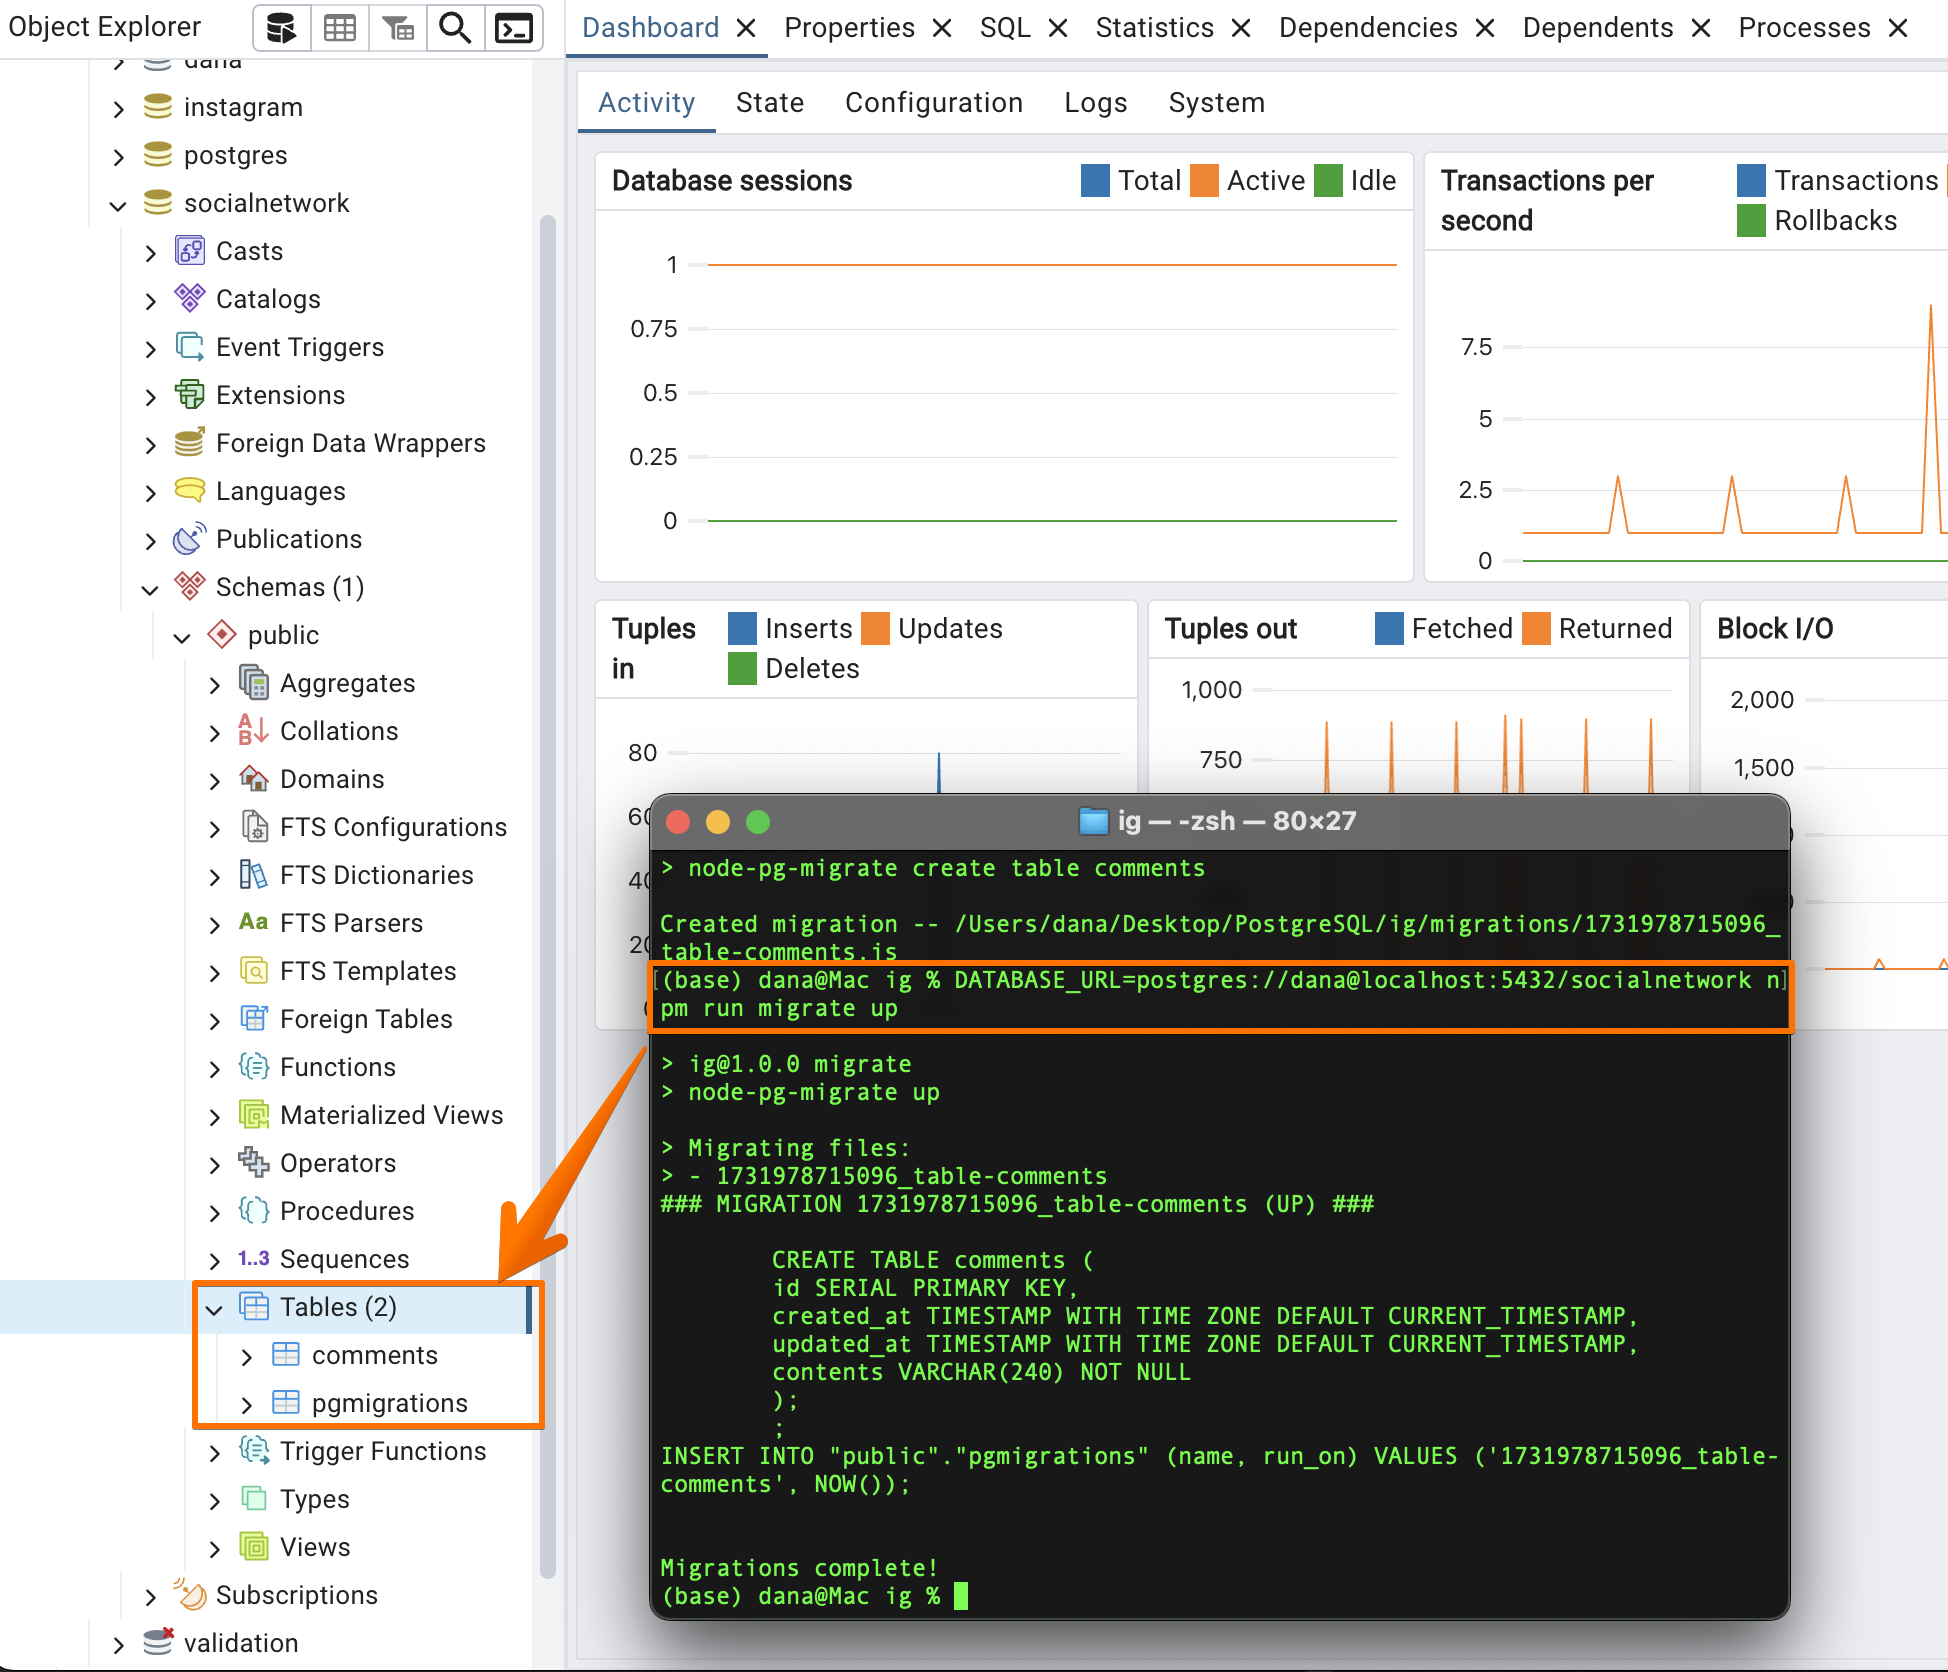 Object Explorer
Dashboard
Properties
SQL
Statistics
Dependencies
Dependents
Processes
dana
instagram
postgres
socialnetwork
Casts
Catalogs
Event Triggers
Extensions
Foreign Data Wrappers
Languages
Publications
Schemas (1)
public
Aggregates
Collations
Domains
FTS Configurations
FTS Dictionaries
Aa FTS Parsers
FTS Templates
Foreign Tables
Functions
Materialized Views
Operators
Procedures
1..3 Sequences
Tables (2)
comments
pgmigrations
Trigger Functions
Types
Views
Subscriptions
validation
Activity
State
Configuration
Logs
System
Database sessions
Total Active Idle
1
0.75
0.5
0.25
0
Transactions per
second
Transactions
Rollbacks
7.5
5
2.5
0
Tuples
in
Inserts Updates
Deletes
80
Tuples out
Fetched Returned
1,000
750
Block I/O
2,000
1,500
ig — -zsh — 80×27
> node-pg-migrate create table comments
Created migration -- /Users/dana/Desktop/PostgreSQL/ig/migrations/1731978715096_
table-comments.js
[(base) dana@Mac ig % DATABASE_URL=postgres://dana@localhost:5432/socialnetwork n]
pm run migrate up
> ig@1.0.0 migrate
> node-pg-migrate up
> Migrating files:
> - 1731978715096_table-comments
### MIGRATION 1731978715096_table-comments (UP) ###
CREATE TABLE comments (
id SERIAL PRIMARY KEY,
created_at TIMESTAMP WITH TIME ZONE DEFAULT CURRENT_TIMESTAMP,
updated_at TIMESTAMP WITH TIME ZONE DEFAULT CURRENT_TIMESTAMP,
contents VARCHAR(240) NOT NULL
);
;
INSERT INTO "public"."pgmigrations" (name, run_on) VALUES ('1731978715096_table-
comments', NOW());
Migrations complete!
(base) dana@Mac ig %